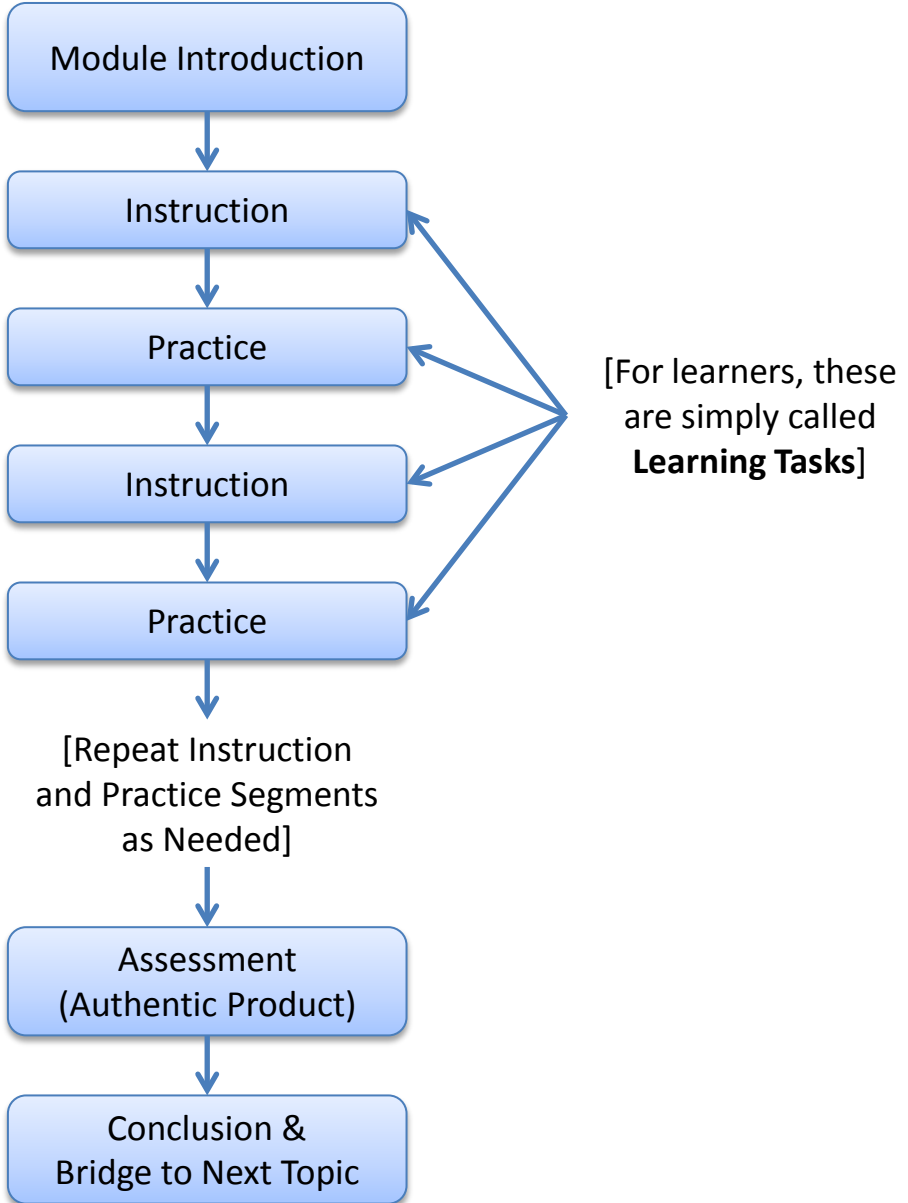 Module Introduction
Instruction
Practice
Instruction
Practice
[For learners, these
are simply called
Learning Tasks]
[Repeat Instruction
and Practice Segments
as Needed]
Assessment
(Authentic Product)
Conclusion &
Bridge to Next Topic